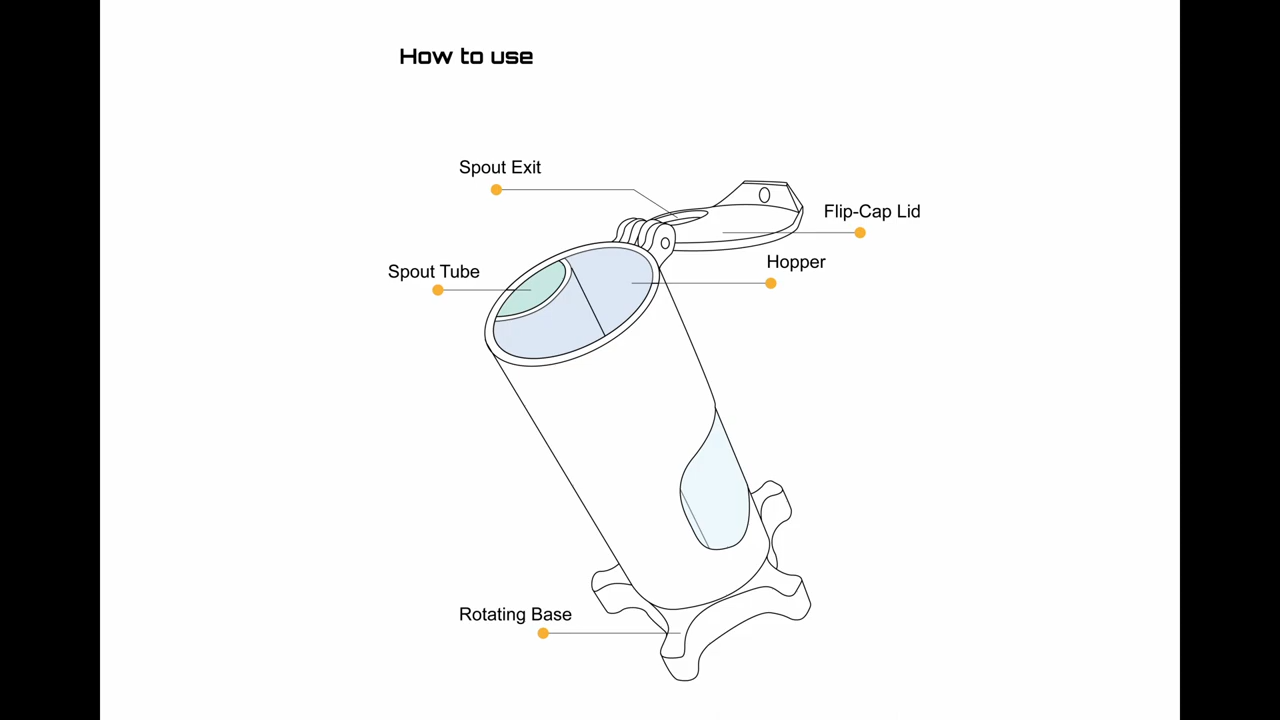 How to use
Spout Exit
Flip-Cap Lid
Hopper
Spout Tube
Rotating Base